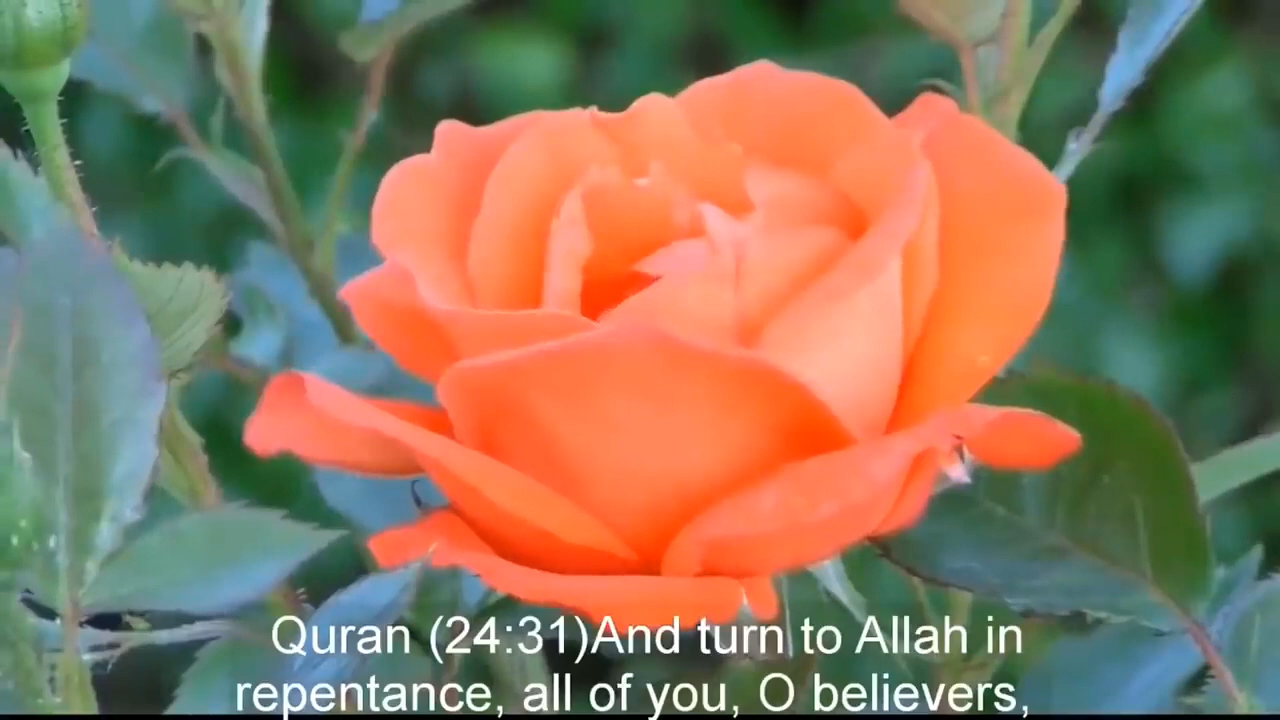 Quran (24:31)And turn to Allah in
repentance, all of you, O believers,